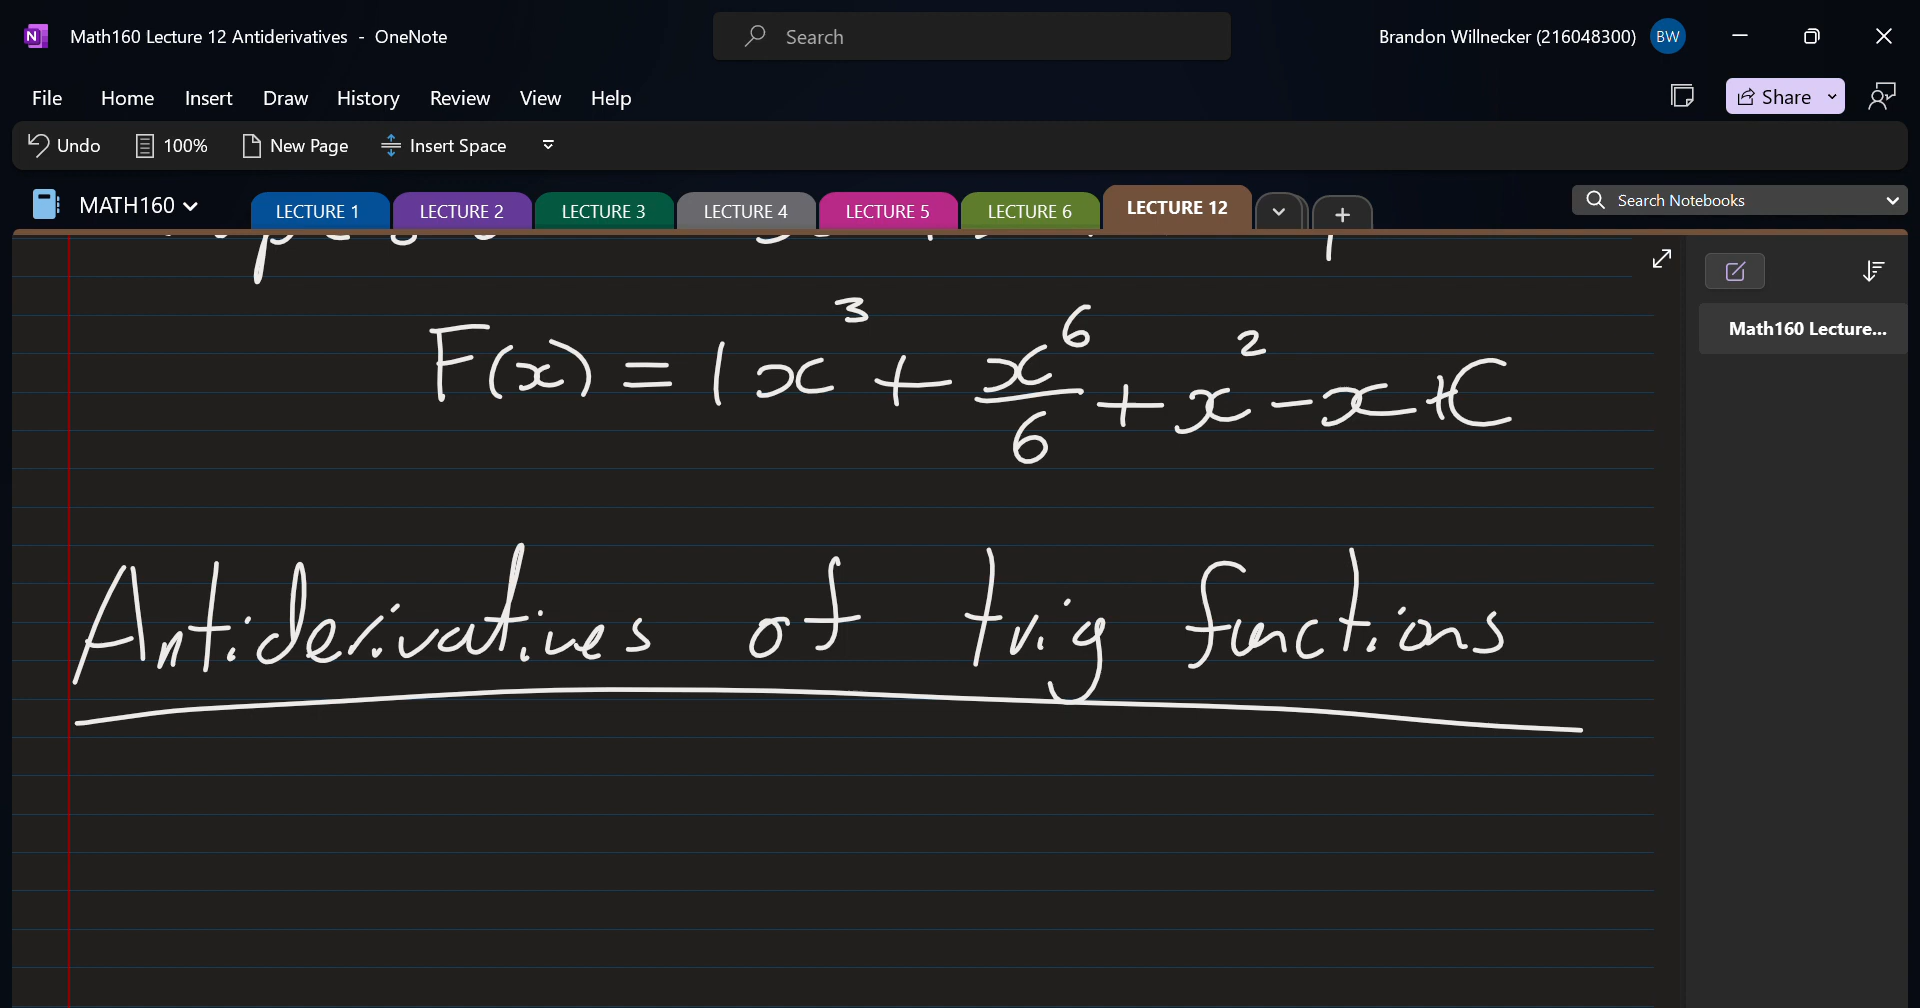 Math160 Lecture 12 Antiderivatives - OneNote
Search
Brandon Willnecker (216048300)
BW
File Home Insert Draw History Review View Help
Share
Undo 100% New Page Insert Space
MATH160
LECTURE 1 LECTURE 2 LECTURE 3 LECTURE 4 LECTURE 5 LECTURE 6 LECTURE 12
+
Search Notebooks
Math160 Lecture...
F(x) = 1x³ + x⁶/6 + x² - x + C
Antiderivatives of trig functions